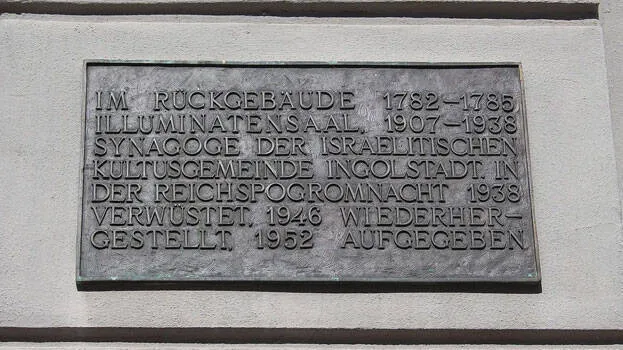 IM RÜCKGEBÄUDE, 1782–1785
ILLUMINATENSAAL, 1907–1938
SYNAGOGE DER ISRAELITISCHEN
KULTUSGEMEINDE INGOLSTADT. IN
DER REICHSPOGROMNACHT 1938
VERWÜSTET, 1946 WIEDERHER-
GESTELLT, 1952 AUFGEGEBEN